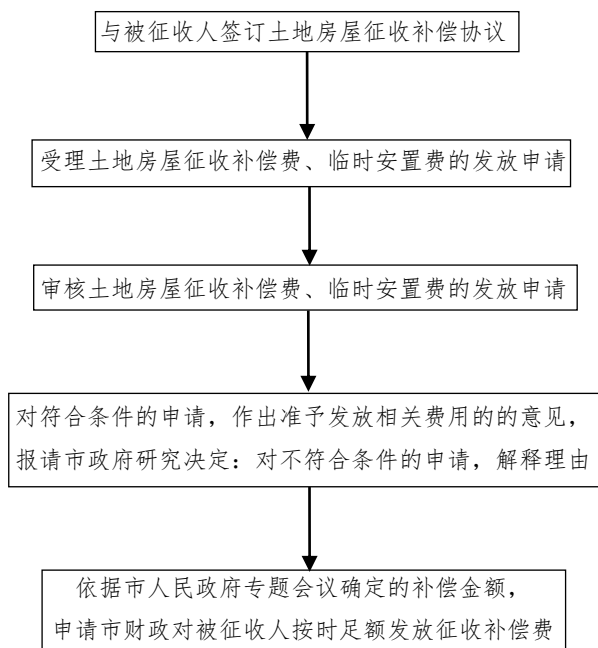 与被征收人签订土地房屋征收补偿协议
受理土地房屋征收补偿费、临时安置费的发放申请
审核土地房屋征收补偿费、临时安置费的发放申请
对符合条件的申请，作出准予发放相关费用的的意见，
报请市政府研究决定：对不符合条件的申请，解释理由
依据市人民政府专题会议确定的补偿金额，
申请市财政对被征收人按时足额发放征收补偿费